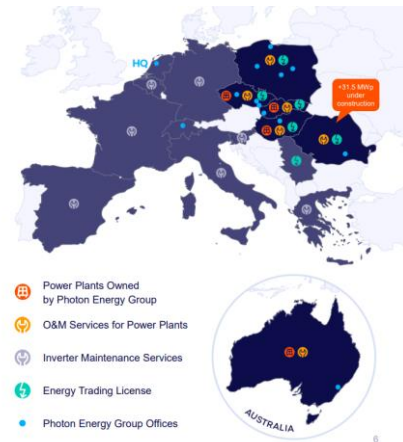 HQ
+31.5 MWp
under
construction
Power Plants Owned
by Photon Energy Group
O&M Services for Power Plants
Inverter Maintenance Services
Energy Trading License
Photon Energy Group Offices
AUSTRALIA
6